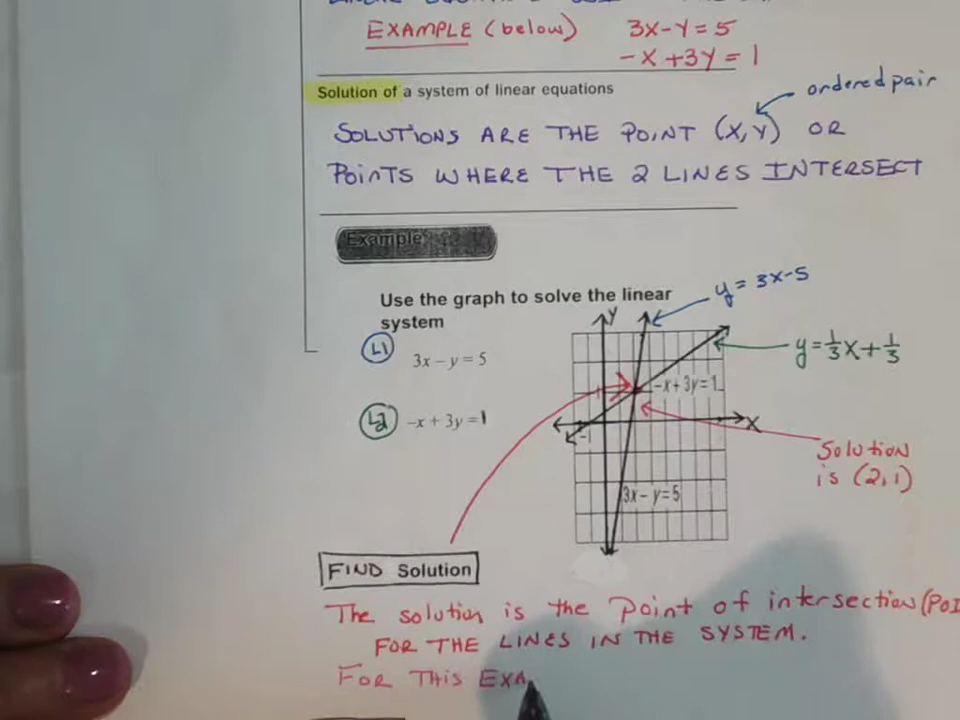 EXAMPLE (below) 3x-y=5
-x+3y=1
Solution of a system of linear equations
ordered pair
SOLUTIONS ARE THE POINT (x,y) OR
POINTS WHERE THE 2 LINES INTERSECT
Example
Use the graph to solve the linear
system
y=3x-5
L1 3x-y=5
y
y=1/3x+1/3
-x+3y=1
L2 -x+3y=1
x
-1
Solution
is (2,1)
3x-y=5
FIND Solution
The solution is the point of intersection (POI
FOR THE LINES IN THE SYSTEM.
FOR THIS EXA